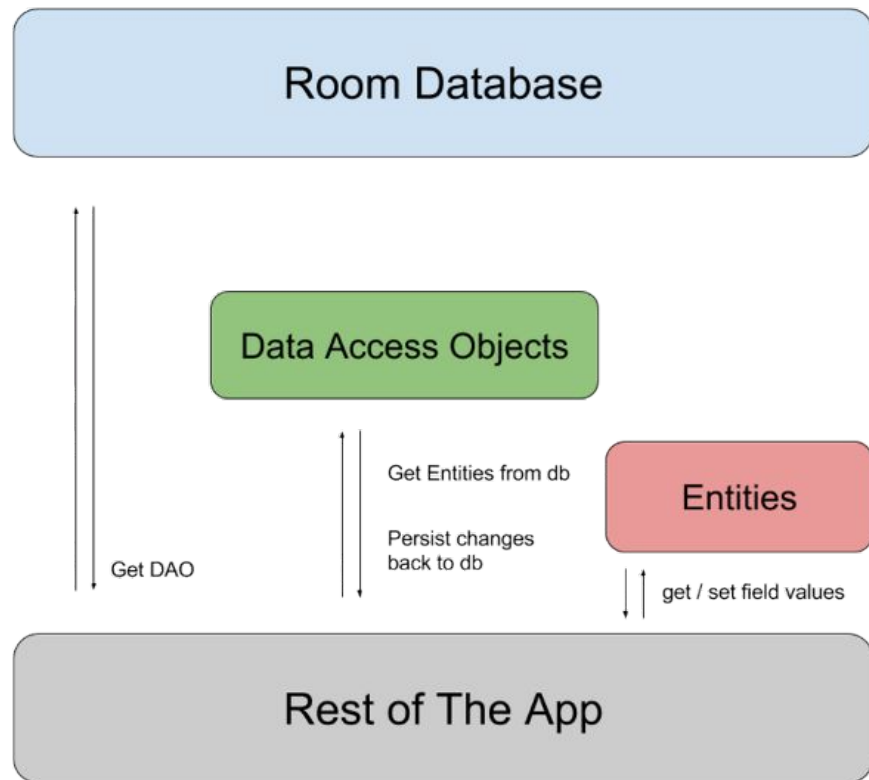 Room Database
Data Access Objects
Get Entities from db
Entities
Persist changes
back to db
Get DAO
get / set field values
Rest of The App